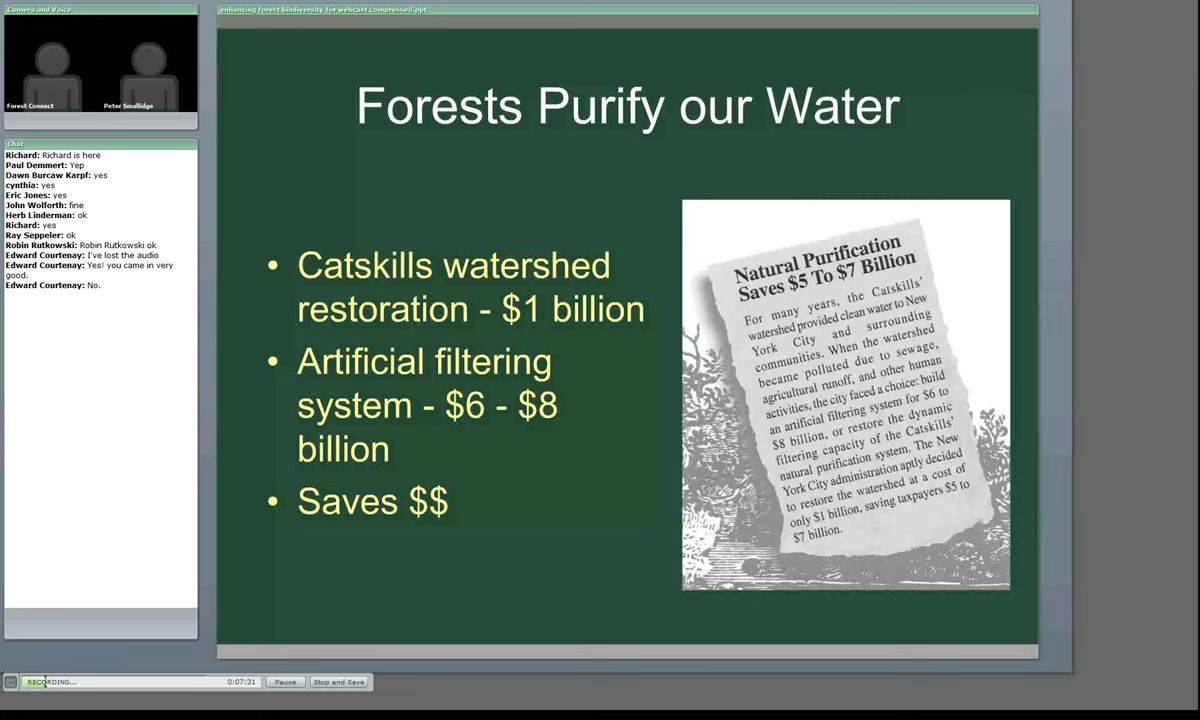 Camera and Voice
Forest Connect
Peter Smallidge
Chat
Richard: Richard is here
Paul Demmert: Yep
Dawn Burcaw Karpf: yes
cynthia: yes
Eric Jones: yes
John Wolforth: fine
Herb Linderman: ok
Richard: yes
Ray Seppeler: ok
Robin Rutkowski: Robin Rutkowski ok
Edward Courtenay: I've lost the audio
Edward Courtenay: Yes! you came in very
good.
Edward Courtenay: No.
enhancing forest biodiversity for webcast compressed.ppt
Forests Purify our Water
• Catskills watershed
restoration - $1 billion
• Artificial filtering
system - $6 - $8
billion
• Saves $$
Natural Purification
Saves $5 To $7 Billion
For many years, the Catskills'
watershed provided clean water to New
York City and surrounding
communities. When the watershed
became polluted due to sewage,
agricultural runoff, and other human
activities, the city faced a choice: build
an artificial filtering system for $6 to
$8 billion, or restore the dynamic
filtering capacity of the Catskills'
natural purification system. The New
York City administration aptly decided
to restore the watershed at a cost of
only $1 billion, saving taxpayers $5 to
$7 billion.
RECORDING...
0:07:31
Pause
Stop and Save